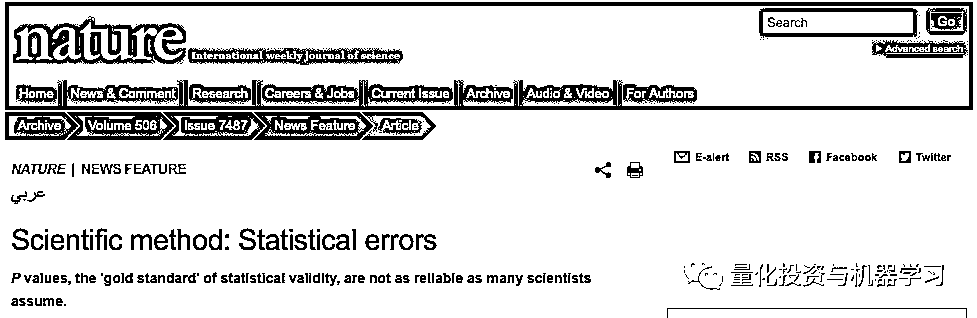 nature
International weekly journal of science
Search
Go
Advanced search
Home
News & Comment
Research
Careers & Jobs
Current Issue
Archive
Audio & Video
For Authors
Archive
Volume 506
Issue 7487
News Feature
Article
E-alert
RSS
Facebook
Twitter
NATURE | NEWS FEATURE
عربي
Scientific method: Statistical errors
P values, the 'gold standard' of statistical validity, are not as reliable as many scientists
assume.
量化投资与机器学习